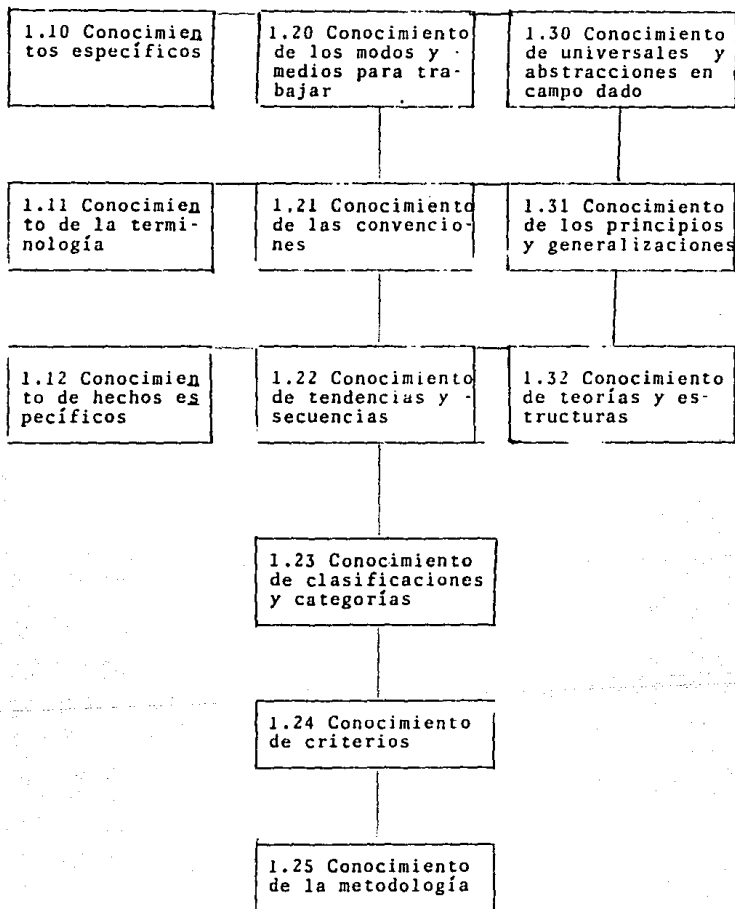 1.10 Conocimien
tos específicos
1.20 Conocimiento
de los modos y
medios para tra-
bajar
1.30 Conocimiento
de universales y
abstracciones en
campo dado
1.11 Conocimien
to de la termi-
nología
1.21 Conocimiento
de las convencio-
nes
1.31 Conocimiento
de los principios
y generalizaciones
1.12 Conocimien
to de hechos es
pecíficos
1.22 Conocimiento
de tendencias y
secuencias
1.32 Conocimiento
de teorías y es-
tructuras
1.23 Conocimiento
de clasificaciones
y categorías
1.24 Conocimiento
de criterios
1.25 Conocimiento
de la metodología